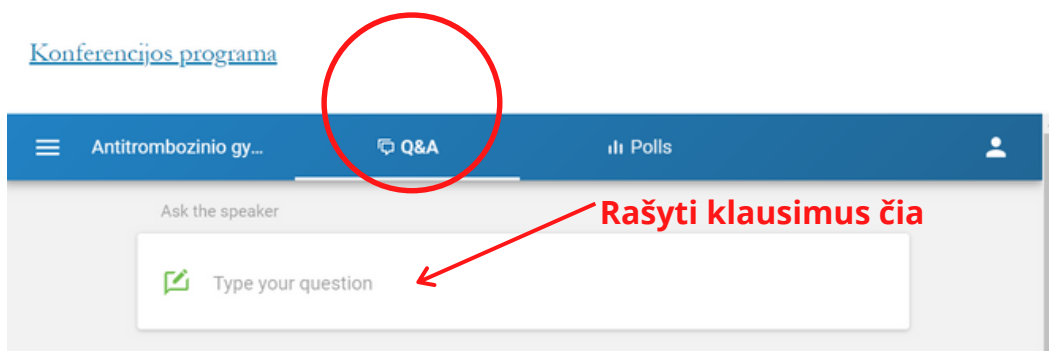 Konferencijos programa
Antitrombozinio gy... Q&A Polls
Ask the speaker
Rašyti klausimus čia
Type your question